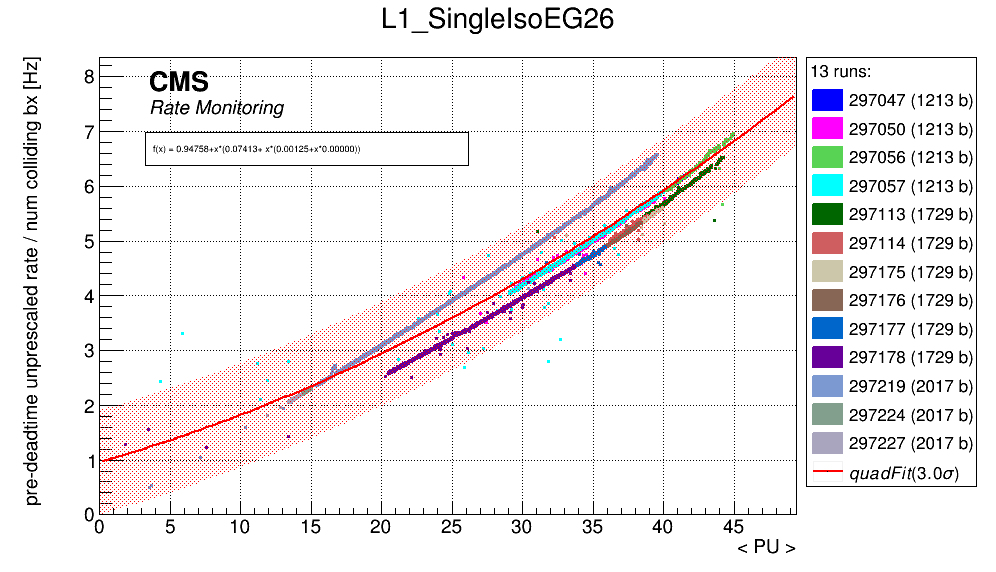 L1_SingleIsoEG26
pre-deadtime unprescaled rate / num colliding bx [Hz]
CMS
Rate Monitoring
f(x) = 0.94758+x*(0.07413+ x*(0.00125+x*0.00000))
8
7
6
5
4
3
2
1
0
0 5 10 15 20 25 30 35 40 45
< PU >
13 runs:
297047 (1213 b)
297050 (1213 b)
297056 (1213 b)
297057 (1213 b)
297113 (1729 b)
297114 (1729 b)
297175 (1729 b)
297176 (1729 b)
297177 (1729 b)
297178 (1729 b)
297219 (2017 b)
297224 (2017 b)
297227 (2017 b)
quadFit(3.0σ)